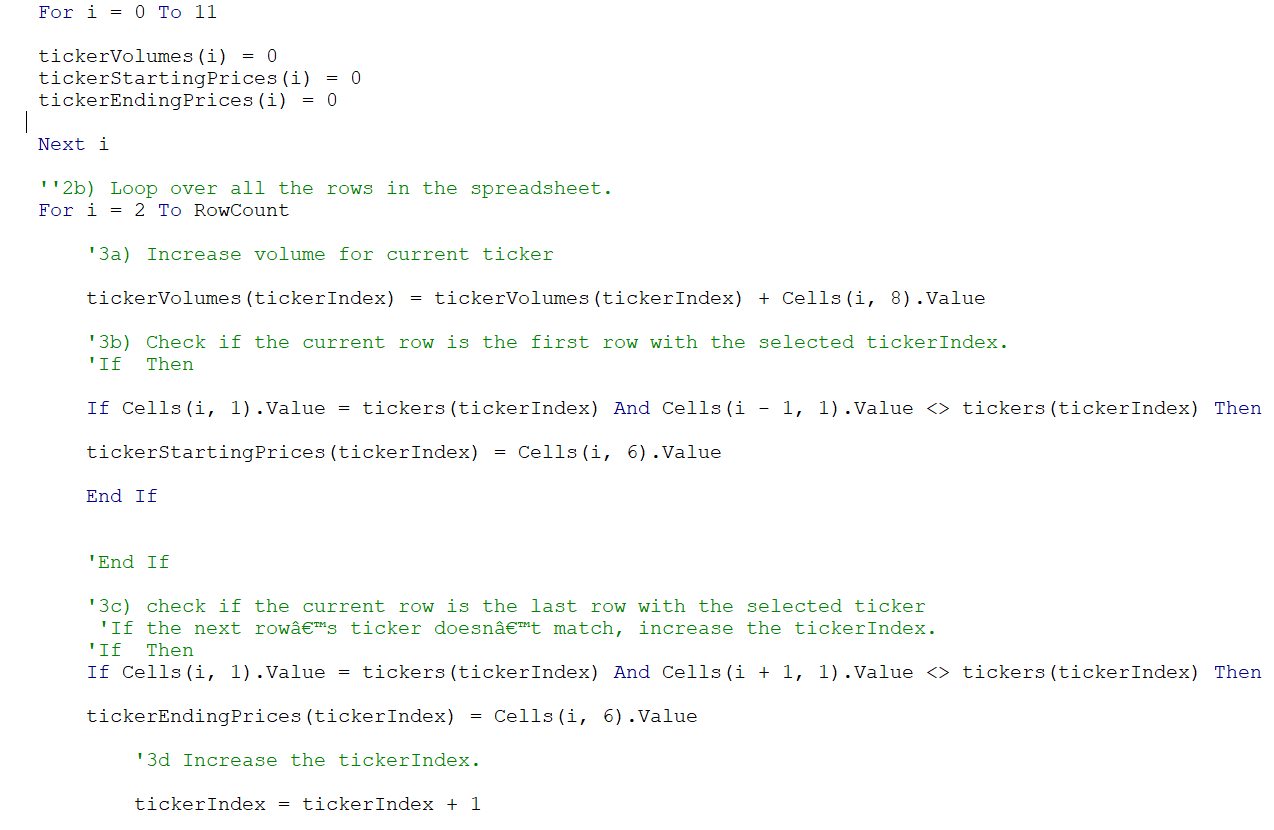 For i = 0 To 11
tickerVolumes(i) = 0
tickerStartingPrices(i) = 0
tickerEndingPrices(i) = 0
Next i
''2b) Loop over all the rows in the spreadsheet.
For i = 2 To RowCount
'3a) Increase volume for current ticker
tickerVolumes(tickerIndex) = tickerVolumes(tickerIndex) + Cells(i, 8).Value
'3b) Check if the current row is the first row with the selected tickerIndex.
'If  Then
If Cells(i, 1).Value = tickers(tickerIndex) And Cells(i - 1, 1).Value <> tickers(tickerIndex) Then
tickerStartingPrices(tickerIndex) = Cells(i, 6).Value
End If
'End If
'3c) check if the current row is the last row with the selected ticker
'If the next rowâ€™s ticker doesnâ€™t match, increase the tickerIndex.
'If  Then
If Cells(i, 1).Value = tickers(tickerIndex) And Cells(i + 1, 1).Value <> tickers(tickerIndex) Then
tickerEndingPrices(tickerIndex) = Cells(i, 6).Value
'3d Increase the tickerIndex.
tickerIndex = tickerIndex + 1